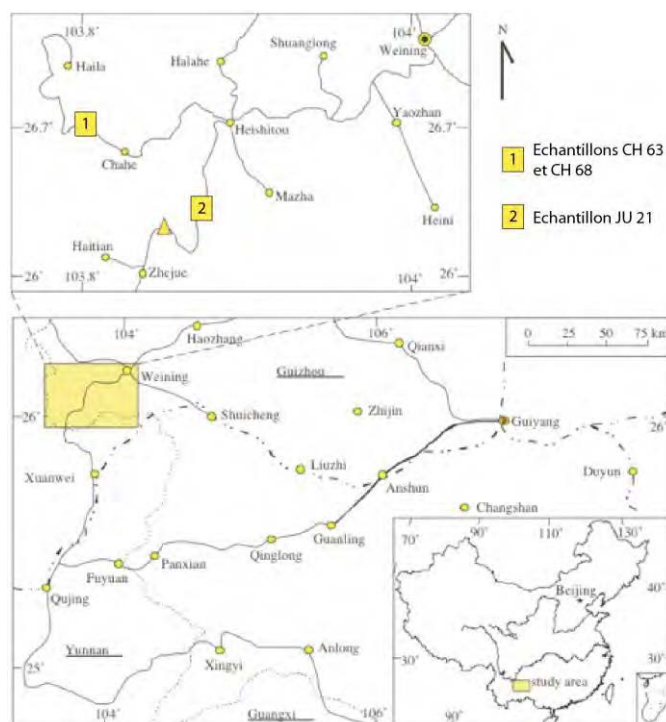 103.8' 104'
Shuanglong
Weining
N
Haila
Halahe
Yaozhan
26.7' 26.7'
1
Heishitou
1 Echantillons CH 63
et CH 68
Chahe
Mazha
2
2 Echantillon JU 21
Heini
Haitian
26' 103.8' Zhejue 104' 26'
104' 106'
Haozhang
Qianxi
0 25 50 75 km
Weining
Guizhou
26' Shuicheng Zhijin Guiyang 26'
Xuanwei
Liuzhi
Anshun
Duyun
Changshan
Guanling
Qinglong
Panxian
Fuyuan
70° 90° 110° 130°
Qujing
Beijing
40°
Yunnan
Anlong
Xingyi
25'
30° 30°
study area
104' 106'
Guangxi
90° 110°